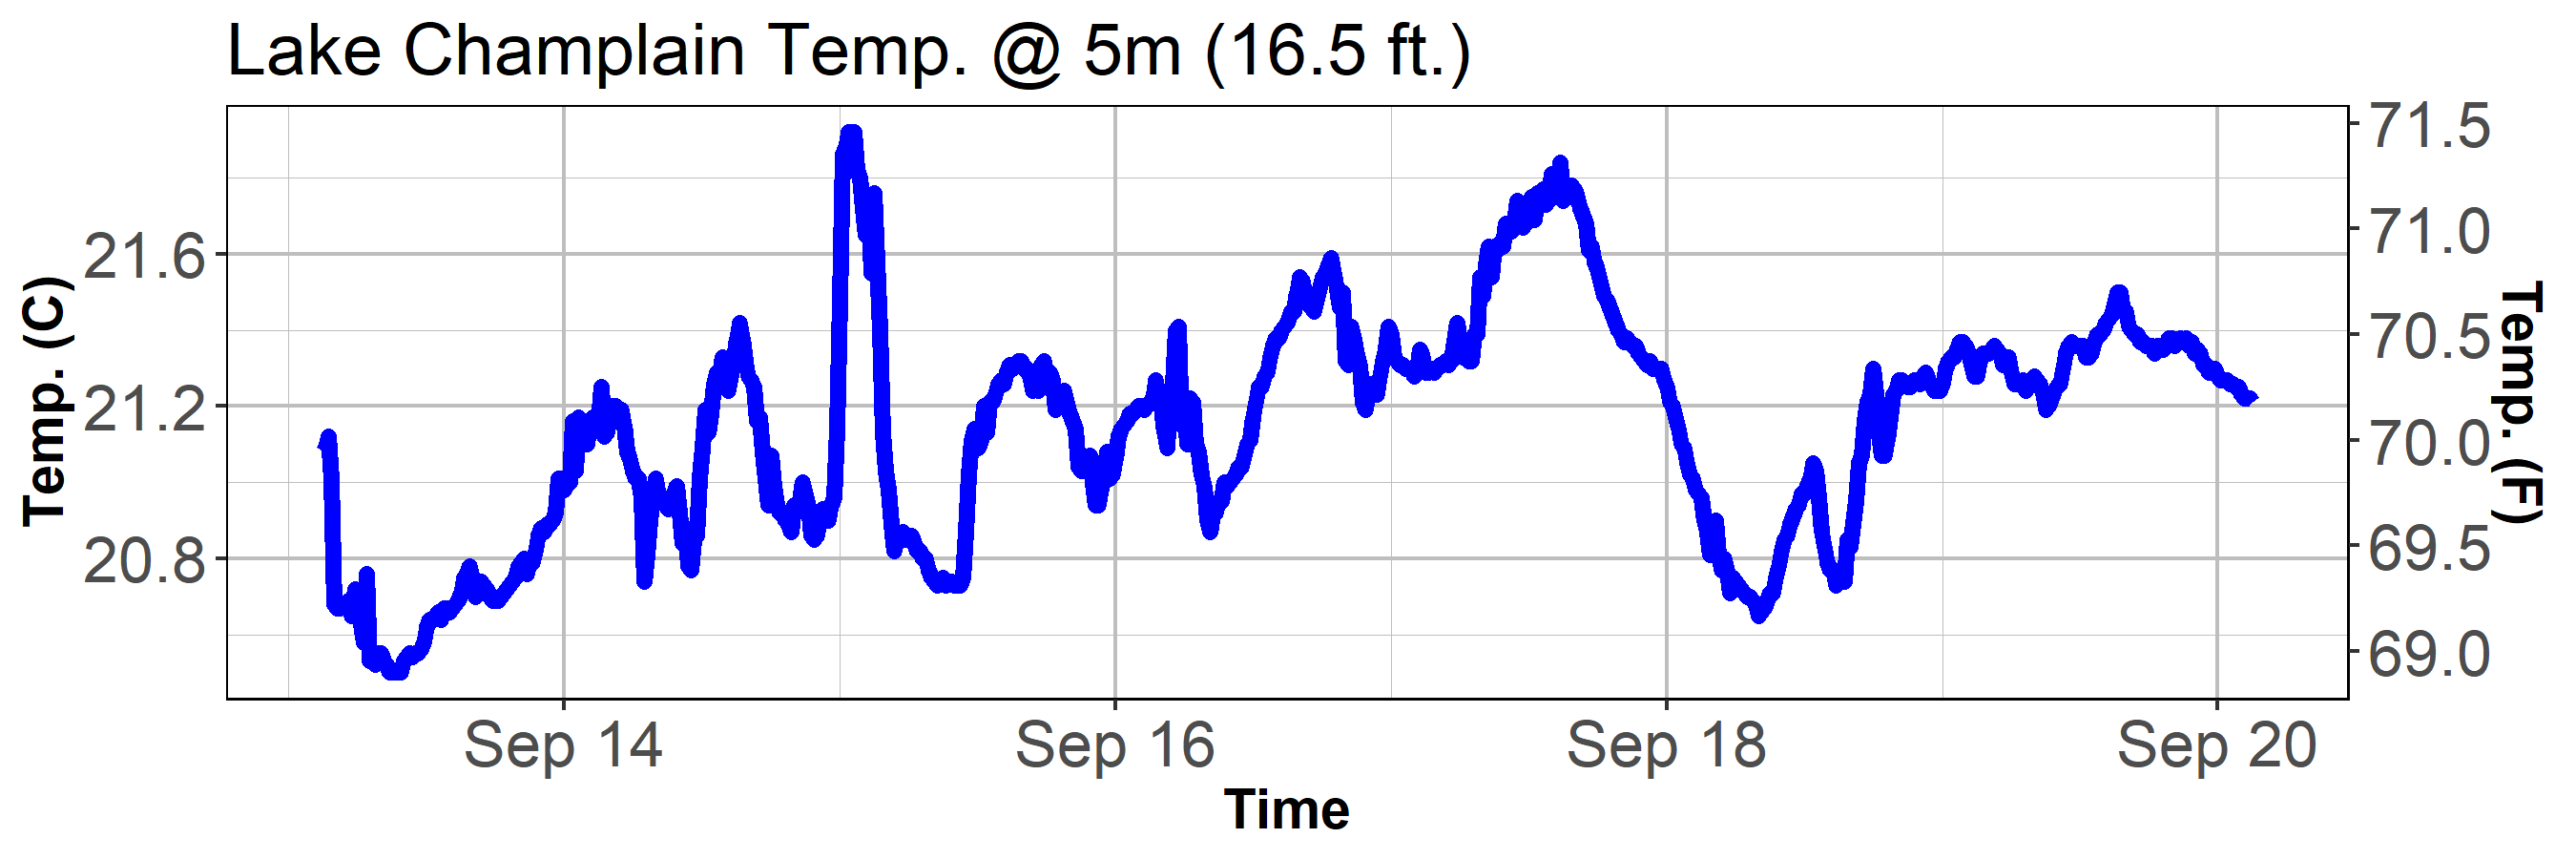 Lake Champlain Temp. @ 5m (16.5 ft.)
Temp. (C)
21.6
21.2
20.8
71.5
71.0
70.5
70.0
69.5
69.0
Temp. (F)
Sep 14 Sep 16 Sep 18 Sep 20
Time